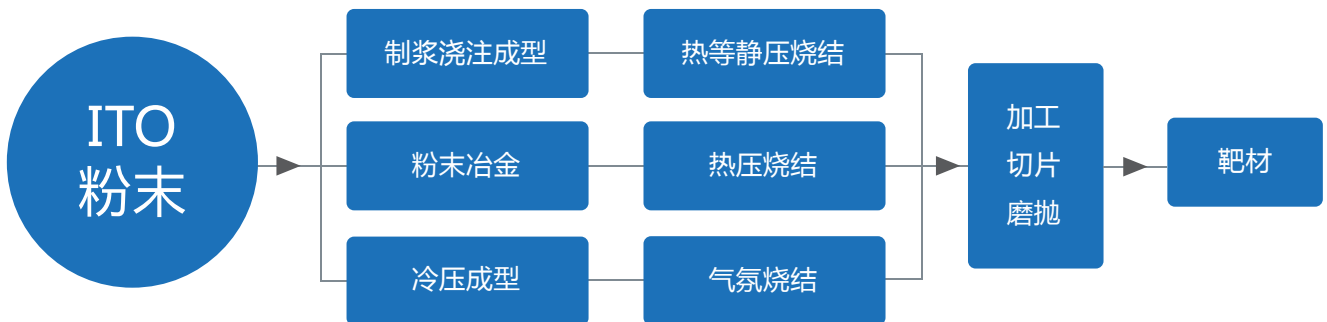 ITO
粉末
制浆浇注成型
热等静压烧结
粉末冶金
热压烧结
冷压成型
气氛烧结
加工
切片
磨抛
靶材